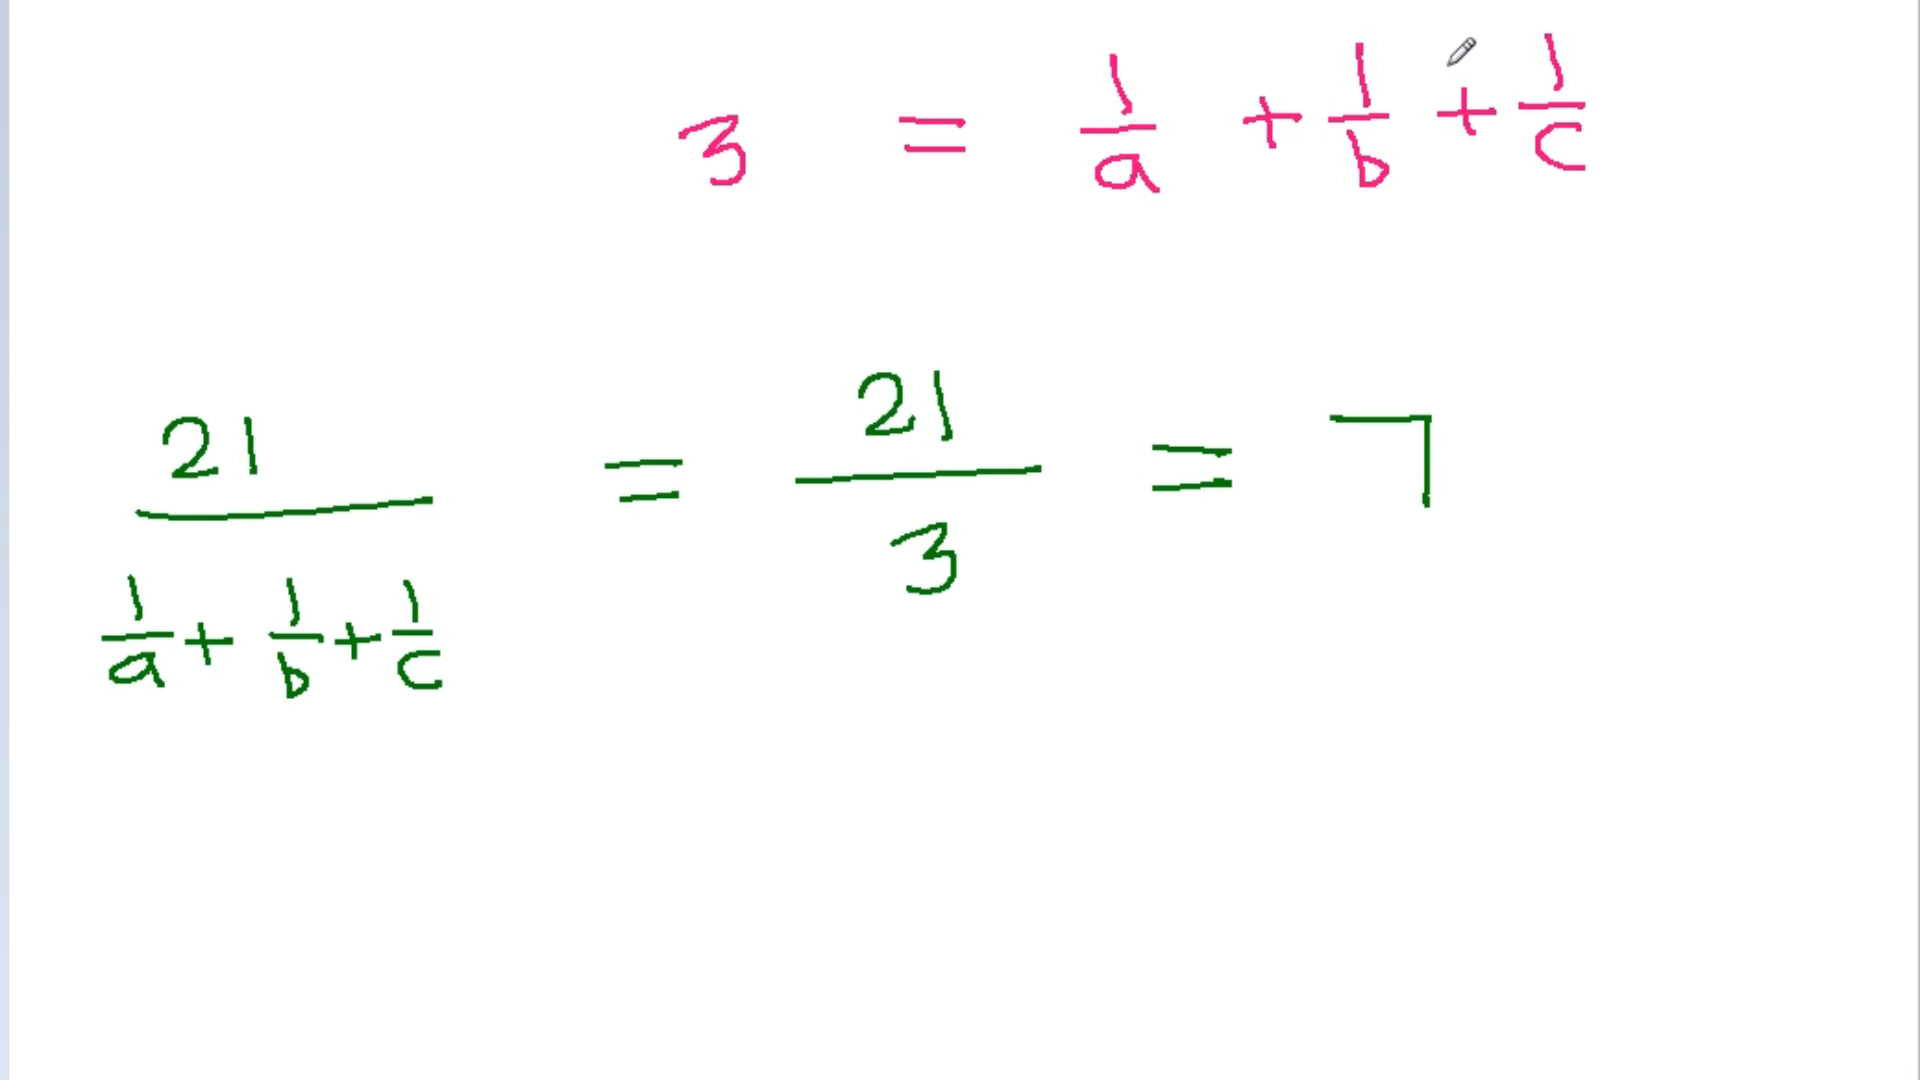 3 = 1/a + 1/b + 1/c
21/(1/a + 1/b + 1/c) = 21/3 = 7